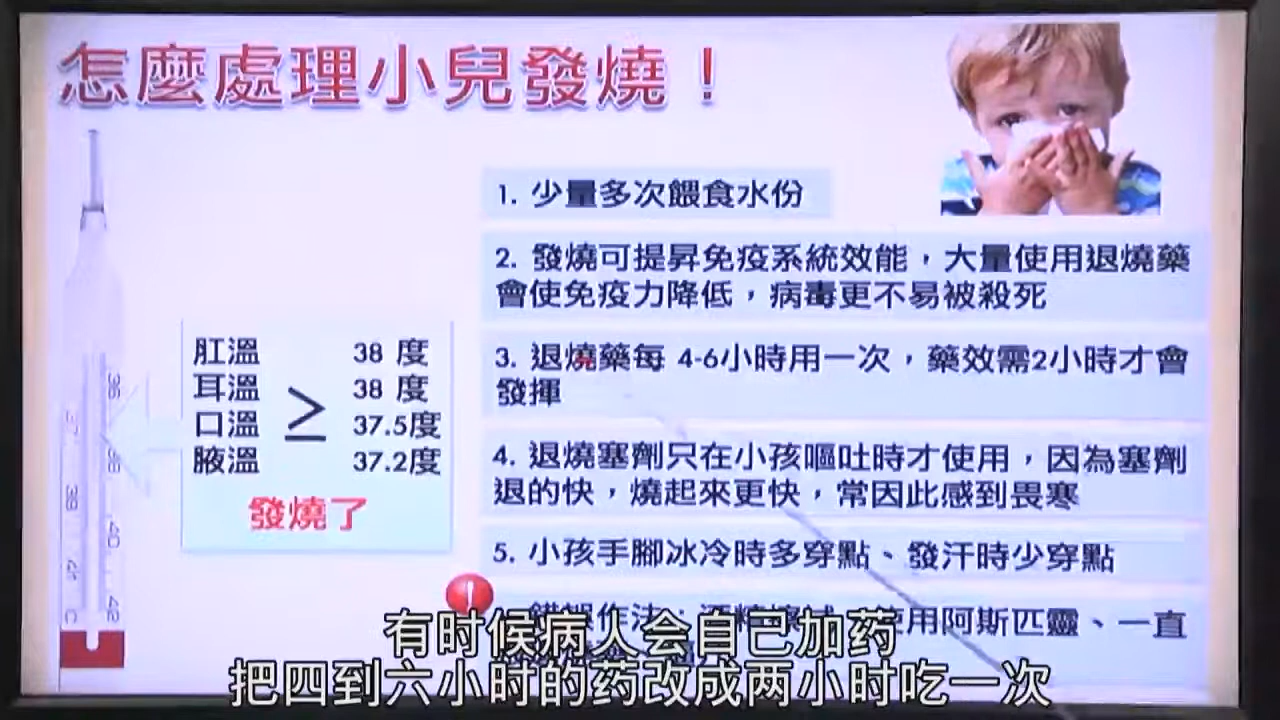 怎麼處理小兒發燒！
1. 少量多次餵食水份
2. 發燒可提昇免疫系統效能，大量使用退燒藥
會使免疫力降低，病毒更不易被殺死
3. 退燒藥每 4-6小時用一次，藥效需2小時才會
發揮
4. 退燒塞劑只在小孩嘔吐時才使用，因為塞劑
退的快，燒起來更快，常因此感到畏寒
5. 小孩手腳冰冷時多穿點、發汗時少穿點
使用阿斯匹靈、一直
肛溫 38 度
耳溫 38 度
口溫 ≥ 37.5度
腋溫 37.2度
發燒了
36
37
38
39
40
41
42
C
有时候病人会自己加药
把四到六小时的药改成两小时吃一次